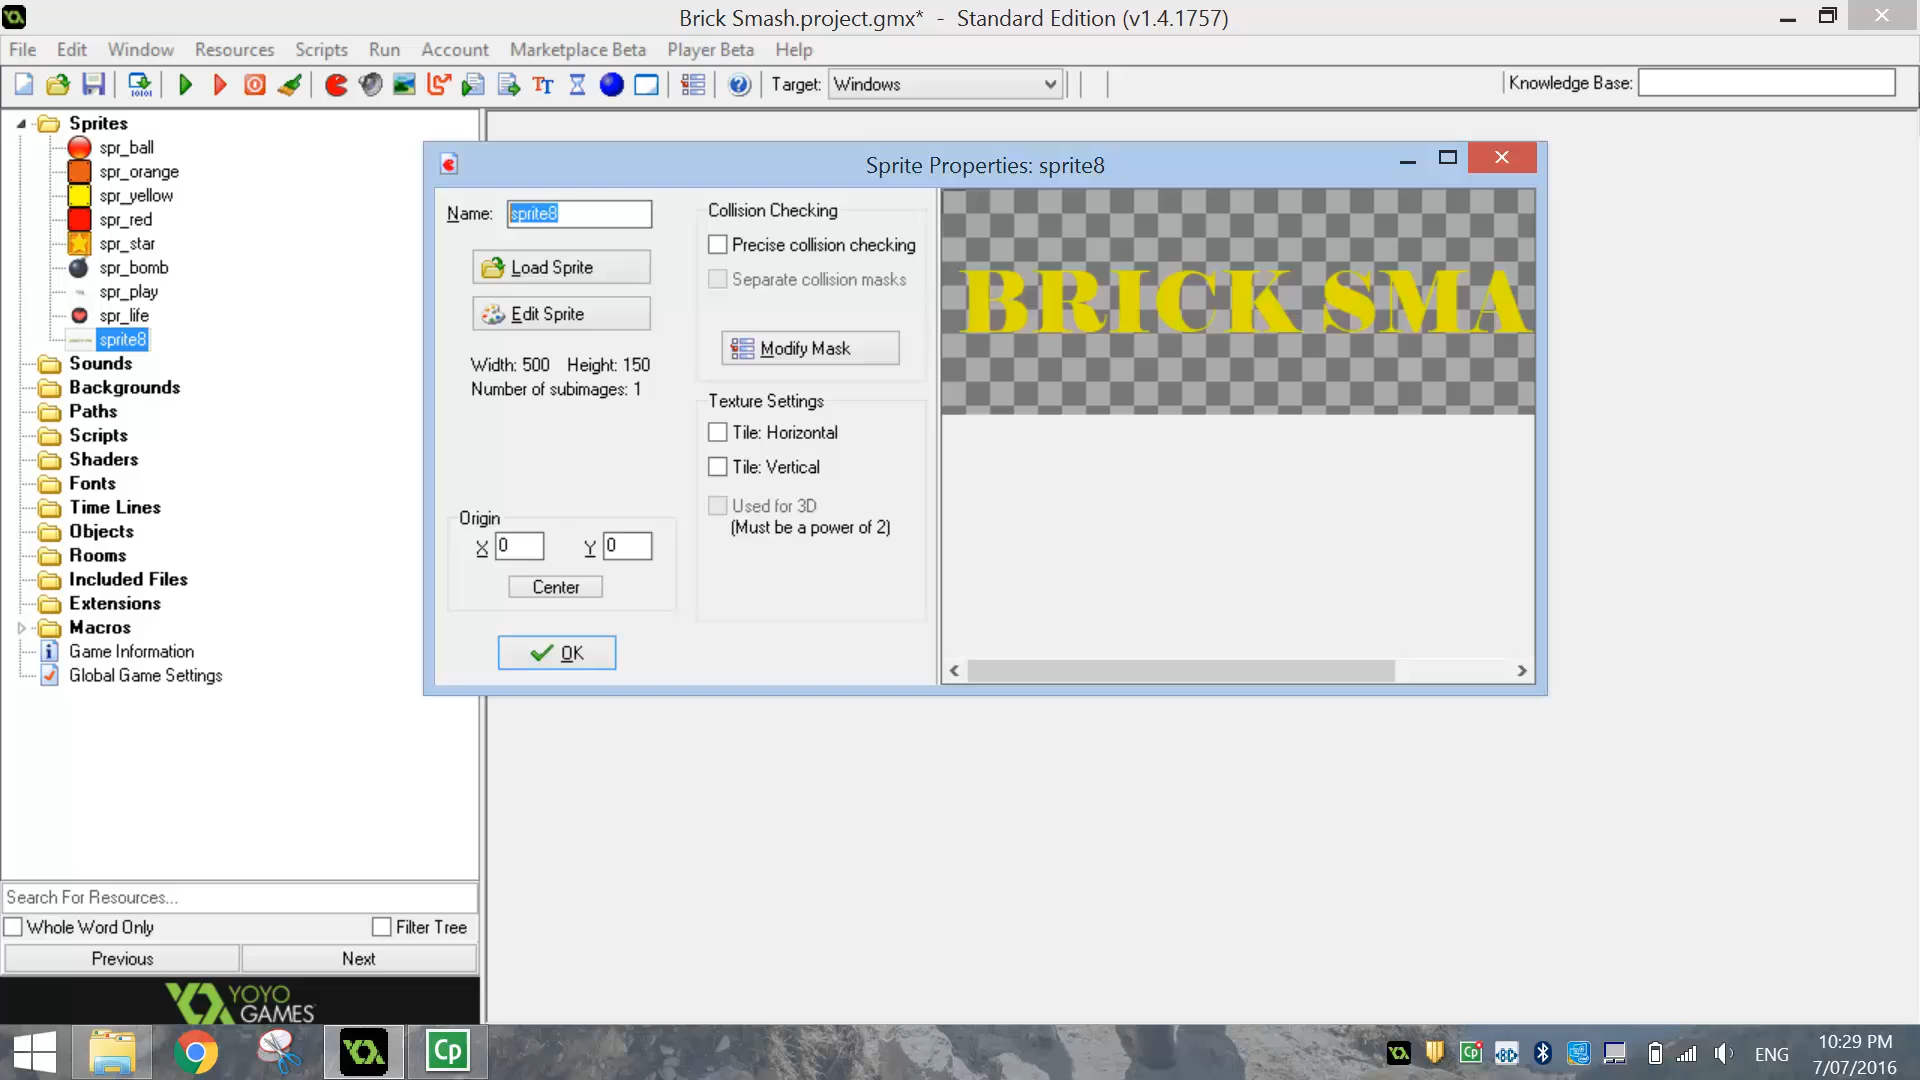 Brick Smash.project.gmx* - Standard Edition (v1.4.1757)
File Edit Window Resources Scripts Run Account Marketplace Beta Player Beta Help
Target: Windows
Knowledge Base:
Sprites
spr_ball
spr_orange
spr_yellow
spr_red
spr_star
spr_bomb
spr_play
spr_life
sprite8
Sounds
Backgrounds
Paths
Scripts
Shaders
Fonts
Time Lines
Objects
Rooms
Included Files
Extensions
Macros
Game Information
Global Game Settings
Search For Resources...
Whole Word Only Filter Tree
Previous Next
YOYO
GAMES
Sprite Properties: sprite8
Name: sprite8
Load Sprite
Edit Sprite
Width: 500 Height: 150
Number of subimages: 1
Origin
X 0 Y 0
Center
OK
Collision Checking
Precise collision checking
Separate collision masks
Modify Mask
Texture Settings
Tile: Horizontal
Tile: Vertical
Used for 3D
(Must be a power of 2)
BRICK SMA
Cp
ENG
10:29 PM
7/07/2016